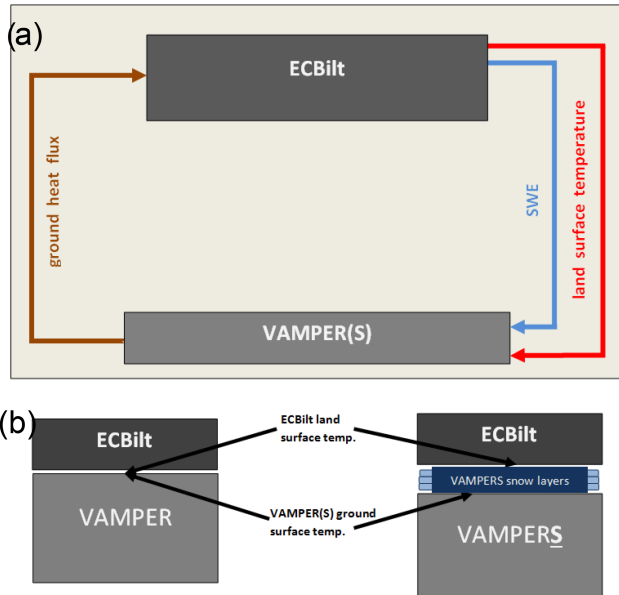 (a)
ECBilt
ground heat flux
SWE
land surface temperature
VAMPER(S)
(b)
ECBilt
ECBilt land
surface temp.
ECBilt
VAMPER
VAMPERS snow layers
VAMPER(S) ground
surface temp.
VAMPERS